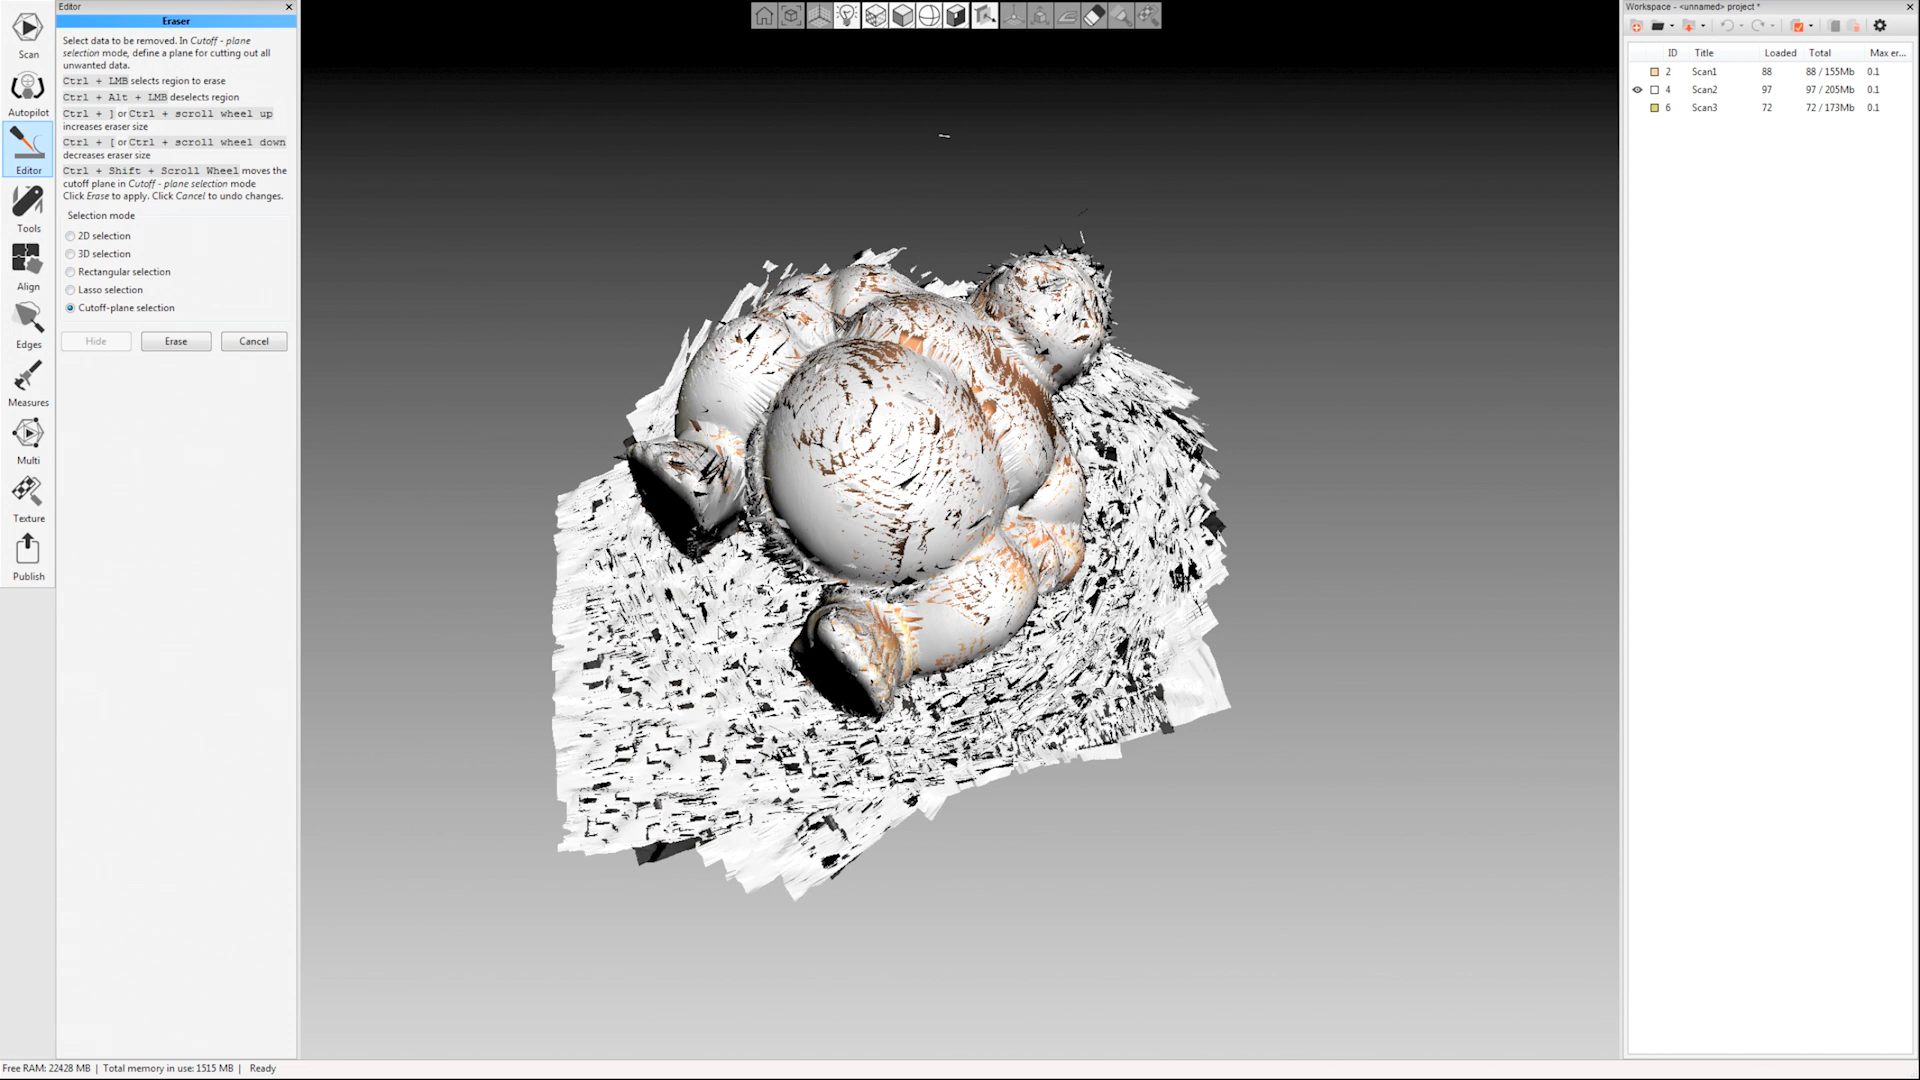 Editor
Eraser
Select data to be removed. In Cutoff - plane
selection mode, define a plane for cutting out all
unwanted data.
Ctrl + LMB selects region to erase
Ctrl + Alt + LMB deselects region
Ctrl + ] or Ctrl + scroll wheel up
increases eraser size
Ctrl + [ or Ctrl + scroll wheel down
decreases eraser size
Ctrl + Shift + Scroll Wheel moves the
cutoff plane in Cutoff - plane selection mode
Click Erase to apply. Click Cancel to undo changes.
Selection mode
2D selection
3D selection
Rectangular selection
Lasso selection
Cutoff-plane selection
Hide Erase Cancel
Scan
Autopilot
Editor
Tools
Align
Edges
Measures
Multi
Texture
Publish
Workspace - <unnamed> project *
ID Title Loaded Total Max er...
2 Scan1 88 88 / 155Mb 0.1
4 Scan2 97 97 / 205Mb 0.1
6 Scan3 72 72 / 173Mb 0.1
Free RAM: 22428 MB | Total memory in use: 1515 MB | Ready